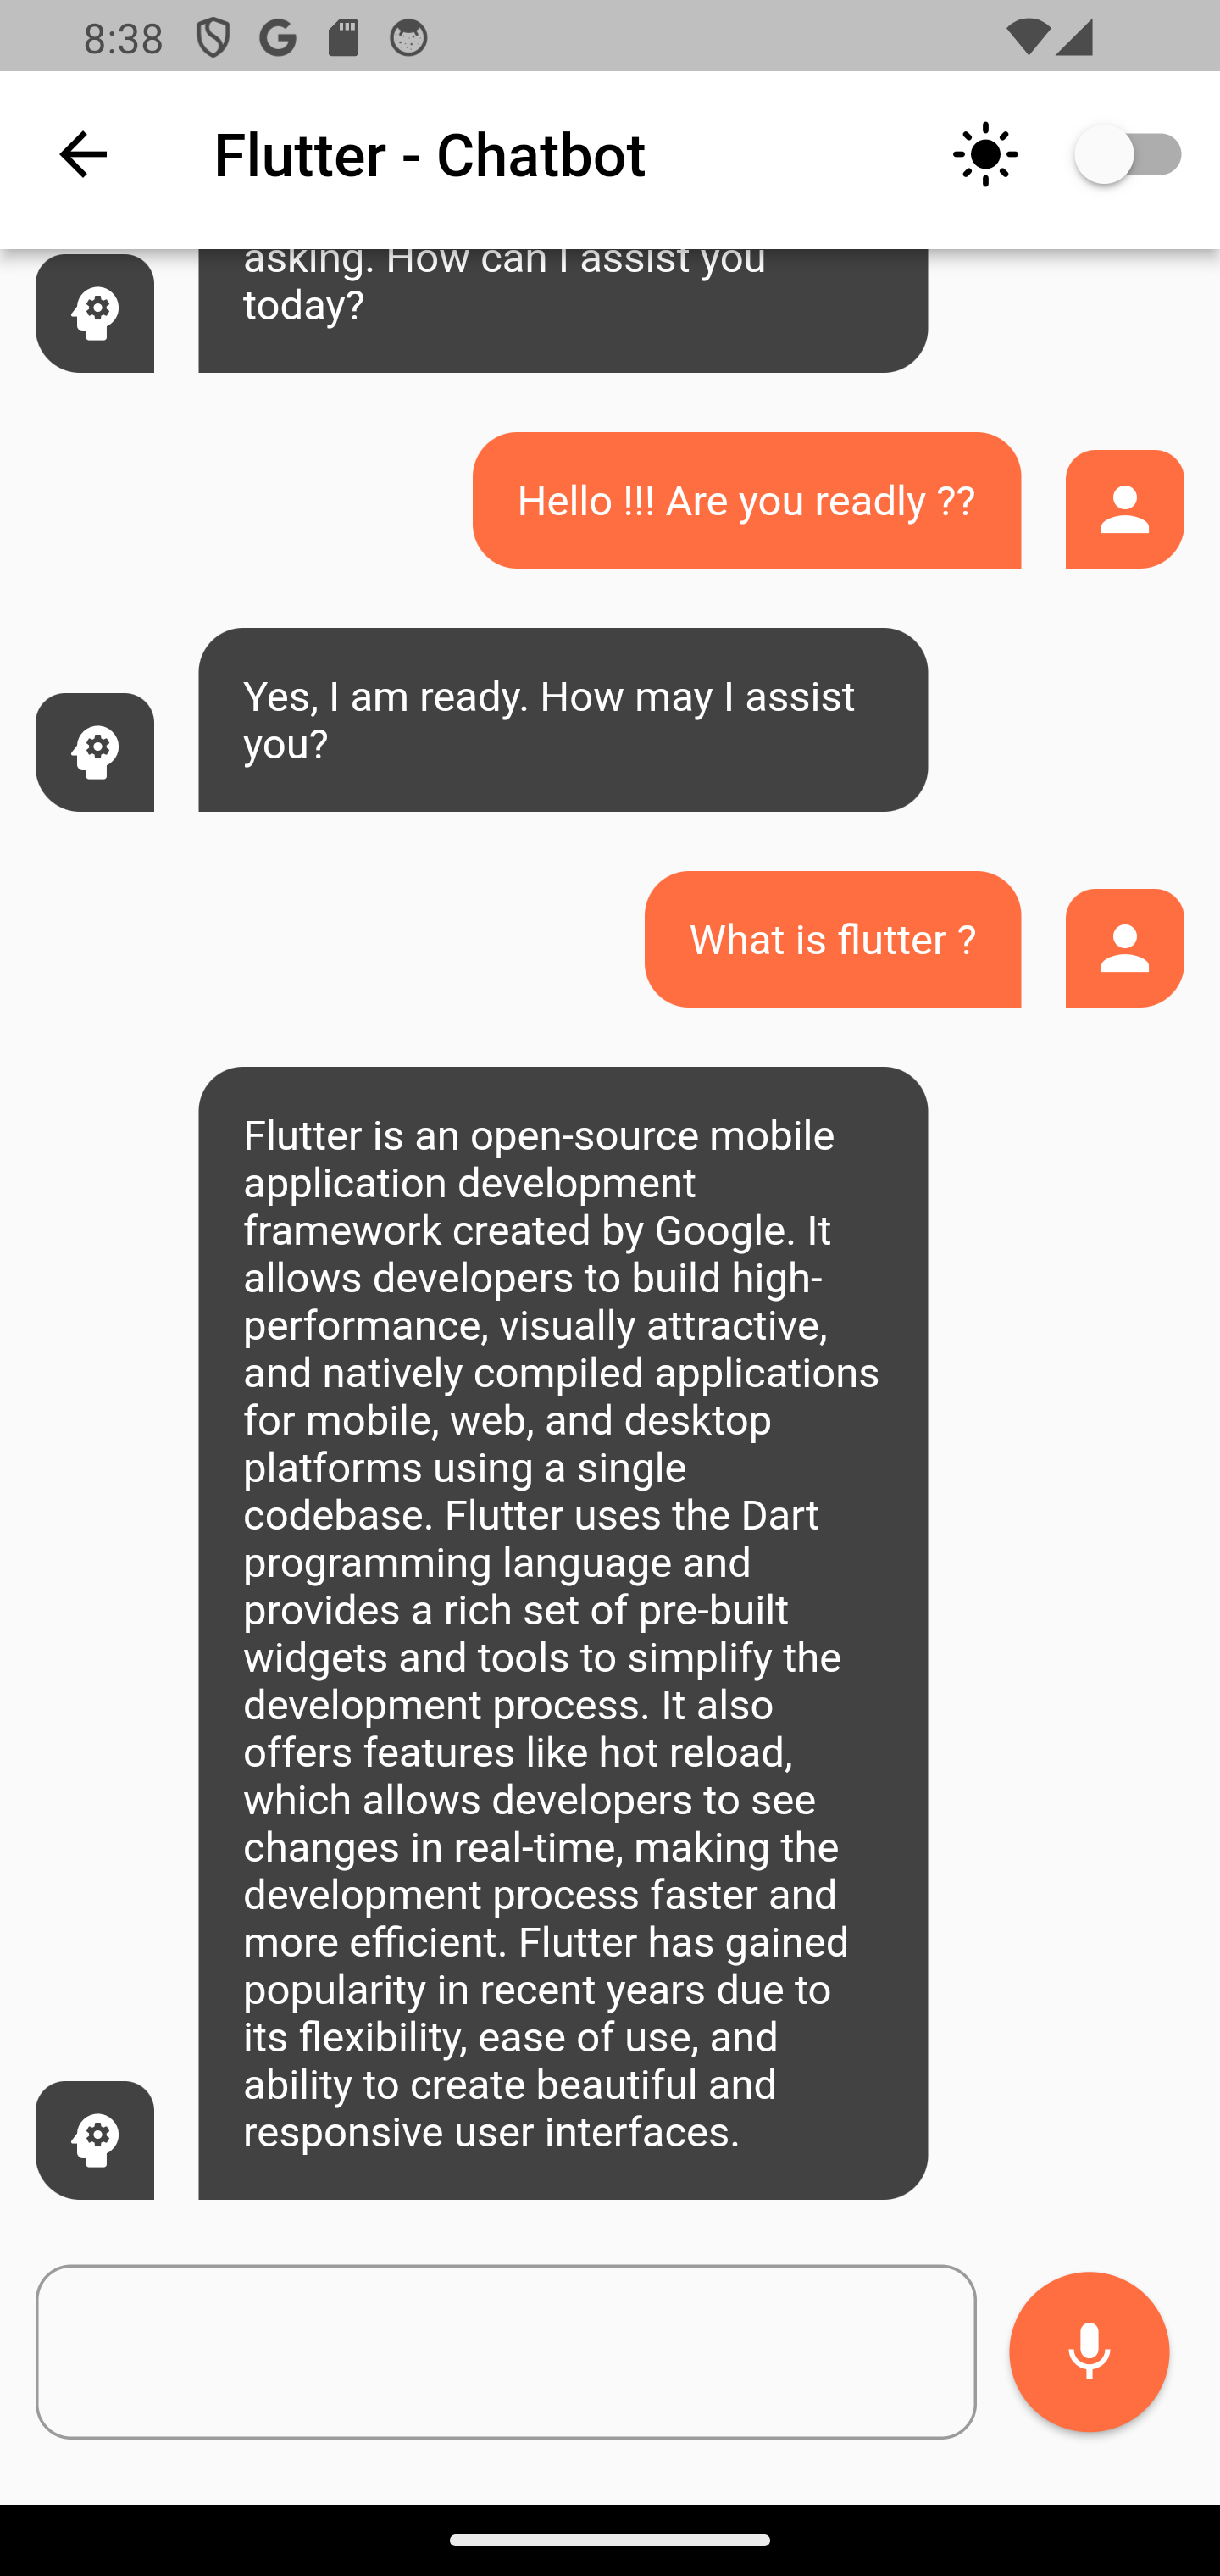 8:38
Flutter - Chatbot
asking. How can I assist you
today?
Hello !!! Are you readly ??
Yes, I am ready. How may I assist
you?
What is flutter ?
Flutter is an open-source mobile
application development
framework created by Google. It
allows developers to build high-
performance, visually attractive,
and natively compiled applications
for mobile, web, and desktop
platforms using a single
codebase. Flutter uses the Dart
programming language and
provides a rich set of pre-built
widgets and tools to simplify the
development process. It also
offers features like hot reload,
which allows developers to see
changes in real-time, making the
development process faster and
more efficient. Flutter has gained
popularity in recent years due to
its flexibility, ease of use, and
ability to create beautiful and
responsive user interfaces.